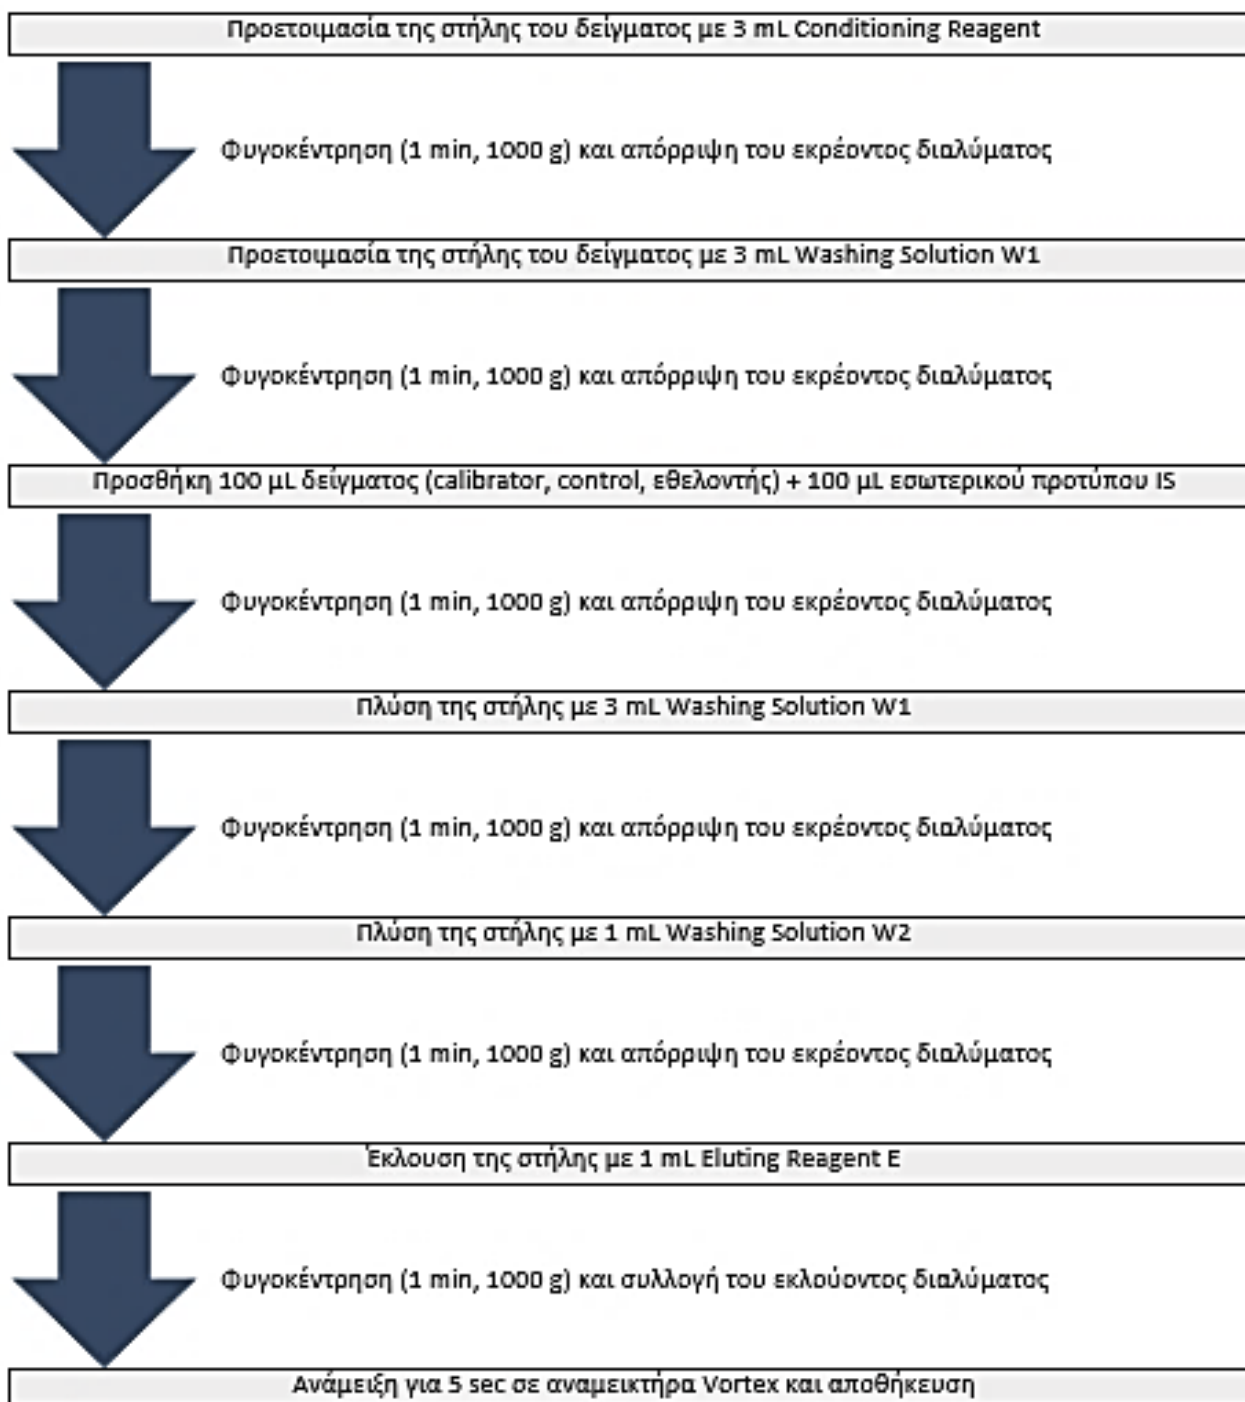 Προετοιμασία της στήλης του δείγματος με 3 mL Conditioning Reagent
Φυγοκέντρηση (1 min, 1000 g) και απόρριψη του εκρέοντος διαλύματος
Προετοιμασία της στήλης του δείγματος με 3 mL Washing Solution W1
Φυγοκέντρηση (1 min, 1000 g) και απόρριψη του εκρέοντος διαλύματος
Προσθήκη 100 μL δείγματος (calibrator, control, εθελοντής) + 100 μL εσωτερικού προτύπου IS
Φυγοκέντρηση (1 min, 1000 g) και απόρριψη του εκρέοντος διαλύματος
Πλύση της στήλης με 3 mL Washing Solution W1
Φυγοκέντρηση (1 min, 1000 g) και απόρριψη του εκρέοντος διαλύματος
Πλύση της στήλης με 1 mL Washing Solution W2
Φυγοκέντρηση (1 min, 1000 g) και απόρριψη του εκρέοντος διαλύματος
Έκλουση της στήλης με 1 mL Eluting Reagent E
Φυγοκέντρηση (1 min, 1000 g) και συλλογή του εκλούοντος διαλύματος
Ανάμειξη για 5 sec σε αναμεικτήρα Vortex και αποθήκευση